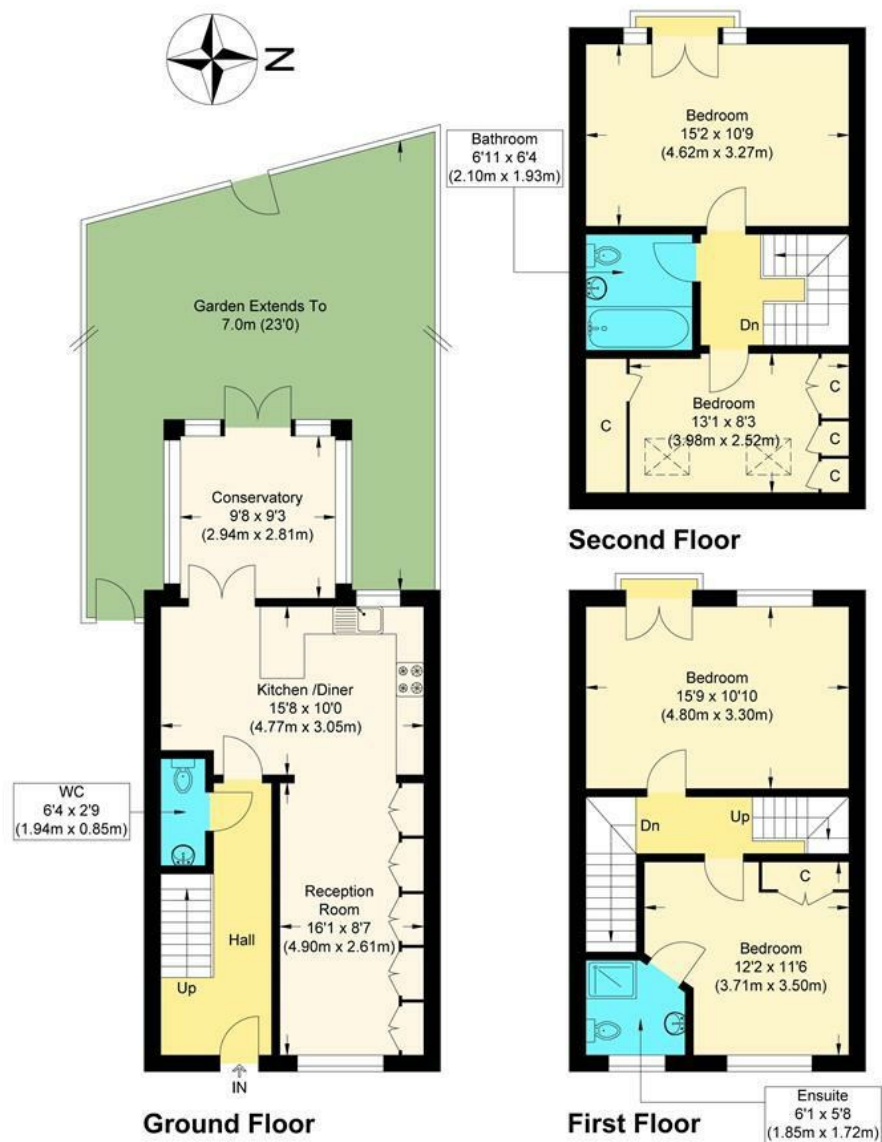 N
Garden Extends To
7.0m (23'0)
Conservatory
9'8 x 9'3
(2.94m x 2.81m)
Kitchen /Diner
15'8 x 10'0
(4.77m x 3.05m)
WC
6'4 x 2'9
(1.94m x 0.85m)
Reception
Room
16'1 x 8'7
(4.90m x 2.61m)
Hall
Up
IN
Ground Floor
Bathroom
6'11 x 6'4
(2.10m x 1.93m)
Bedroom
15'2 x 10'9
(4.62m x 3.27m)
Dn
Bedroom
13'1 x 8'3
(3.98m x 2.52m)
C
C
C
C
Second Floor
Bedroom
15'9 x 10'10
(4.80m x 3.30m)
Dn
Up
C
Bedroom
12'2 x 11'6
(3.71m x 3.50m)
Ensuite
6'1 x 5'8
(1.85m x 1.72m)
First Floor